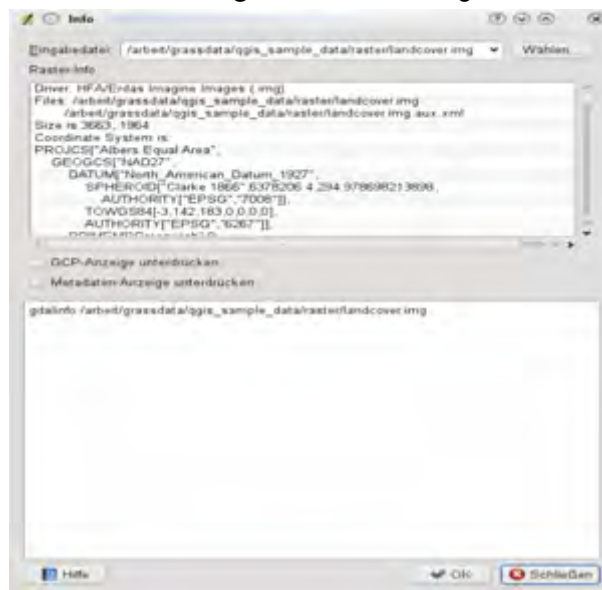 Info
Eingabedatei: /arbeit/grassdata/qgis_sample_data/raster/landcover.img Wählen...
Raster-Info
Driver: HFA/Erdas Imagine Images (.img)
Files: /arbeit/grassdata/qgis_sample_data/raster/landcover.img
/arbeit/grassdata/qgis_sample_data/raster/landcover.img.aux.xml
Size is 3663, 1964
Coordinate System is:
PROJCS["Albers Equal Area",
GEOGCS["NAD27",
DATUM["North_American_Datum_1927",
SPHEROID["Clarke 1866",6378206.4,294.978698213898,
AUTHORITY["EPSG","7008"]],
TOWGS84[-3,142,183,0,0,0,0],
AUTHORITY["EPSG","6267"]],
GCP-Anzeige unterdrücken
Metadaten-Anzeige unterdrücken
gdalinfo /arbeit/grassdata/qgis_sample_data/raster/landcover.img
Hilfe
OK
Schließen